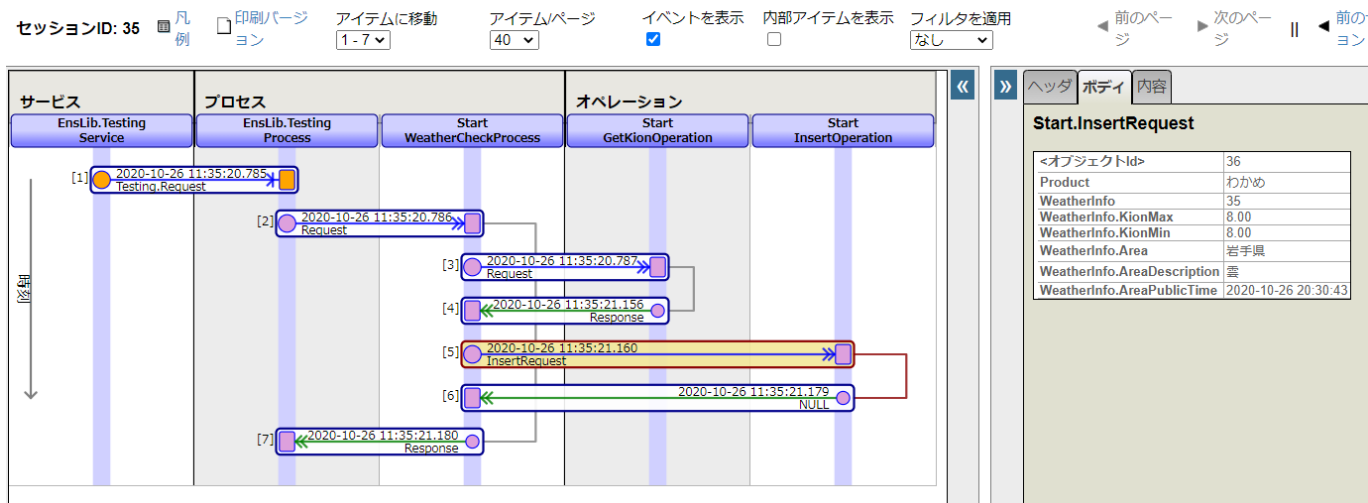 セッションID: 35
凡
例
印刷バージ
ョン
アイテムに移動
1 - 7
アイテム/ページ
40
イベントを表示
内部アイテムを表示
フィルタを適用
なし
前のペー
ジ
次のペー
ジ
||
ョン
サービス
プロセス
オペレーション
EnsLib.Testing
Service
EnsLib.Testing
Process
Start
WeatherCheckProcess
Start
GetKionOperation
Start
InsertOperation
時刻
[1]
2020-10-26 11:35:20.785
Testing.Request
[2]
2020-10-26 11:35:20.786
Request
[3]
2020-10-26 11:35:20.787
Request
[4]
2020-10-26 11:35:21.156
Response
[5]
2020-10-26 11:35:21.160
InsertRequest
[6]
2020-10-26 11:35:21.179
NULL
[7]
2020-10-26 11:35:21.180
Response
«
»
ヘッダ
ボディ
内容
Start.InsertRequest
<オブジェクトId> 36
Product わかめ
WeatherInfo 35
WeatherInfo.KionMax 8.00
WeatherInfo.KionMin 8.00
WeatherInfo.Area 岩手県
WeatherInfo.AreaDescription 雲
WeatherInfo.AreaPublicTime 2020-10-26 20:30:43